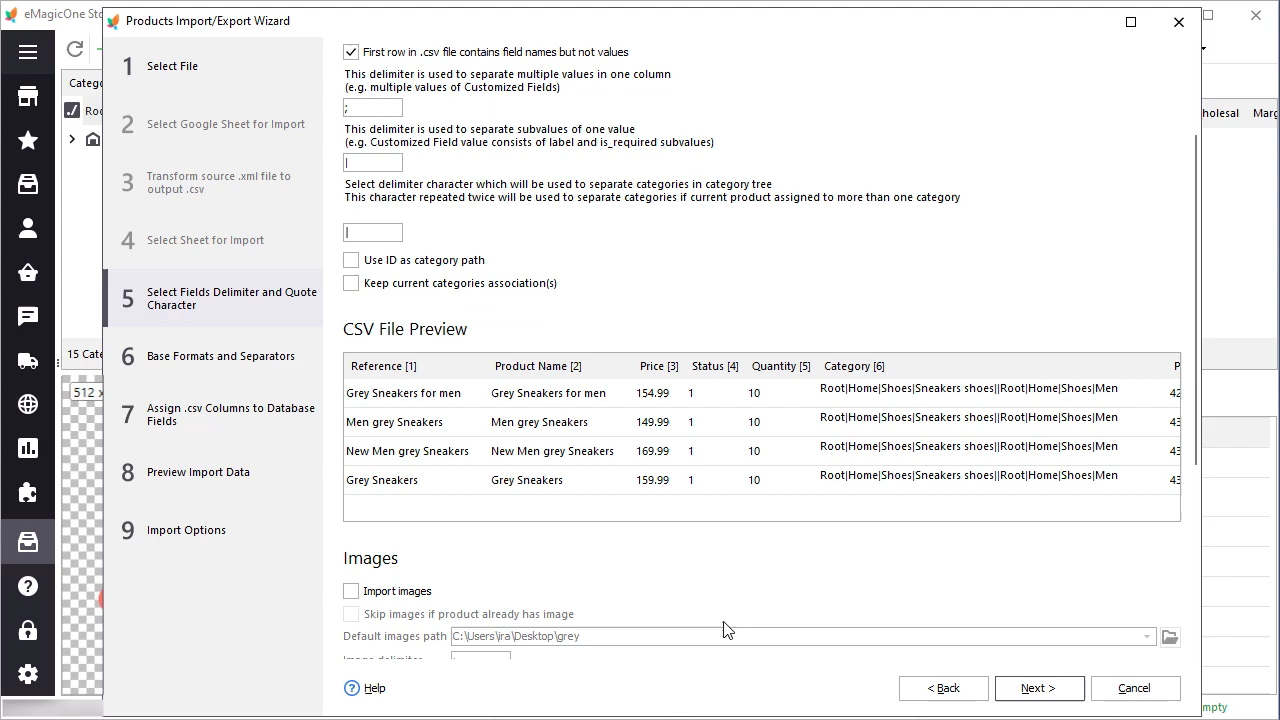 eMagicOne Sto
Products Import/Export Wizard
Categ
Roo
15 Cate
512 x
1 Select File
2 Select Google Sheet for Import
3 Transform source .xml file to
output .csv
4 Select Sheet for Import
5 Select Fields Delimiter and Quote
Character
6 Base Formats and Separators
7 Assign .csv Columns to Database
Fields
8 Preview Import Data
9 Import Options
First row in .csv file contains field names but not values
This delimiter is used to separate multiple values in one column
(e.g. multiple values of Customized Fields)
;
This delimiter is used to separate subvalues of one value
(e.g. Customized Field value consists of label and is_required subvalues)
|
Select delimiter character which will be used to separate categories in category tree
This character repeated twice will be used to separate categories if current product assigned to more than one category
|
Use ID as category path
Keep current categories association(s)
CSV File Preview
Reference [1] Product Name [2] Price [3] Status [4] Quantity [5] Category [6] P
Grey Sneakers for men Grey Sneakers for men 154.99 1 10 Root|Home|Shoes|Sneakers shoes||Root|Home|Shoes|Men 42
Men grey Sneakers Men grey Sneakers 149.99 1 10 Root|Home|Shoes|Sneakers shoes||Root|Home|Shoes|Men 43
New Men grey Sneakers New Men grey Sneakers 169.99 1 10 Root|Home|Shoes|Sneakers shoes||Root|Home|Shoes|Men 43
Grey Sneakers Grey Sneakers 159.99 1 10 Root|Home|Shoes|Sneakers shoes||Root|Home|Shoes|Men 43
Images
Import images
Skip images if product already has image
Default images path C:\Users\ira\Desktop\grey
Image delimiter
Help
< Back
Next >
Cancel
holesal Marg
mpty